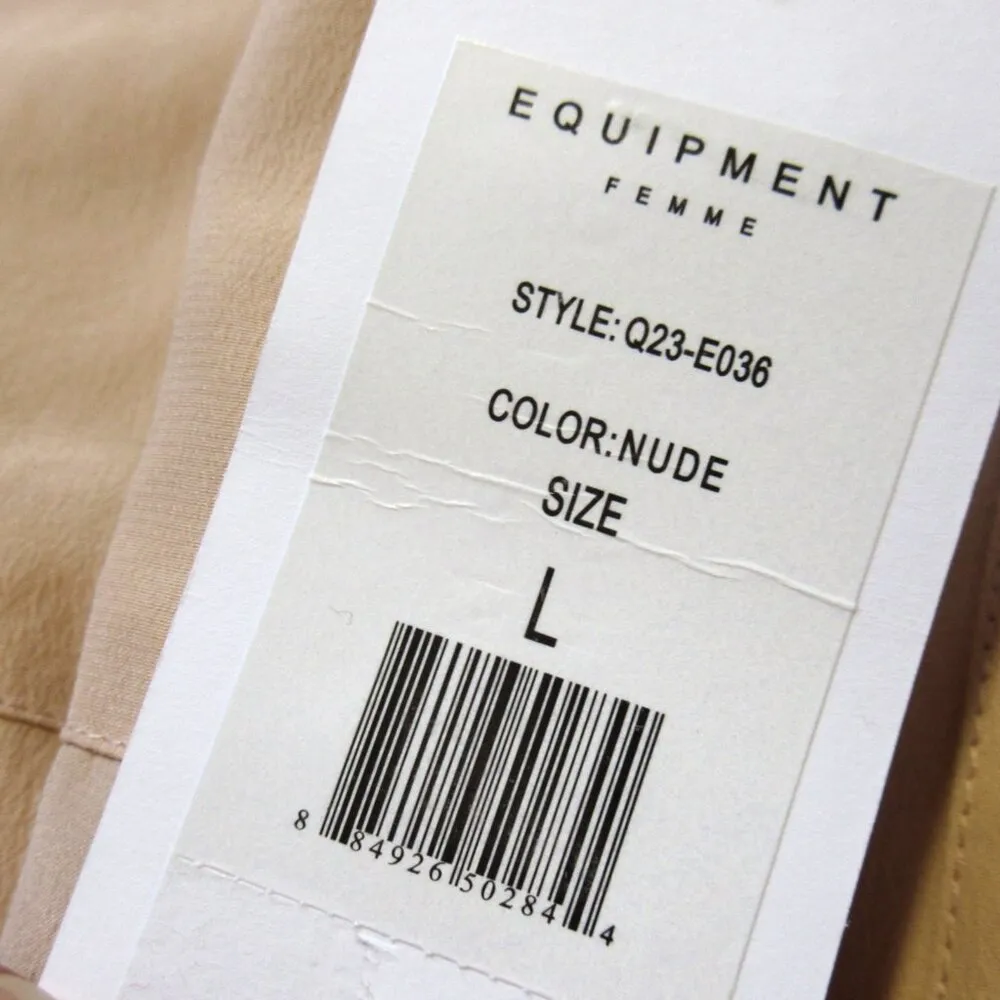 EQUIPMENT
FEMME
STYLE: Q23-E036
COLOR: NUDE
SIZE
L
8 84926 50284 4